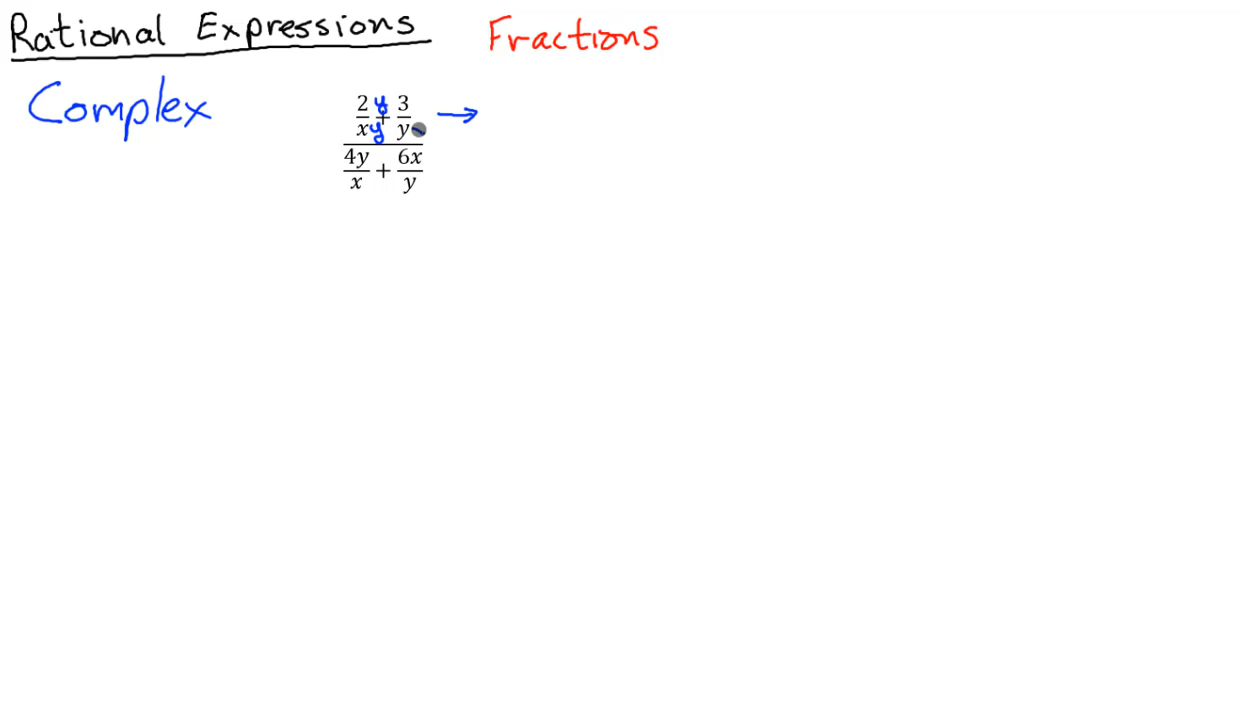 Rational Expressions Fractions
Complex
2 y 3
— + — →
x y y
4y 6x
— + —
x y